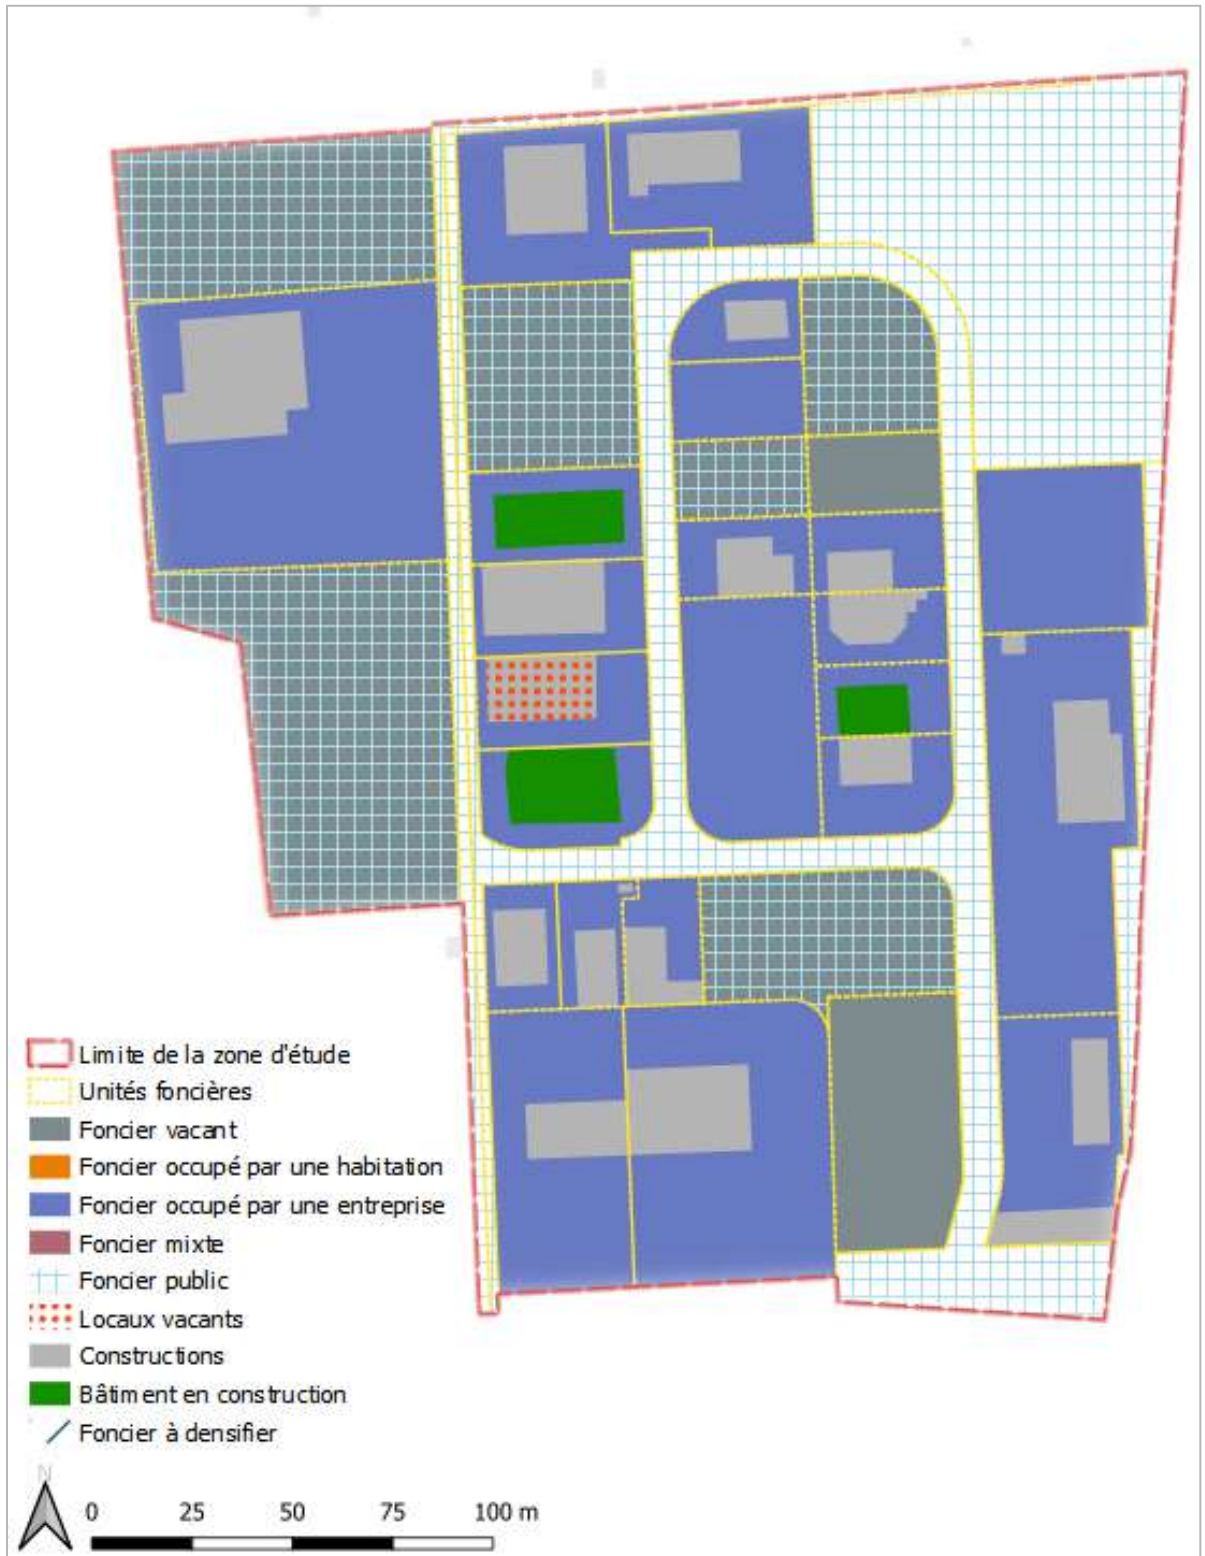 Limite de la zone d'étude
Unités foncières
Foncier vacant
Foncier occupé par une habitation
Foncier occupé par une entreprise
Foncier mixte
Foncier public
Locaux vacants
Constructions
Bâtiment en construction
Foncier à densifier
N
0 25 50 75 100 m